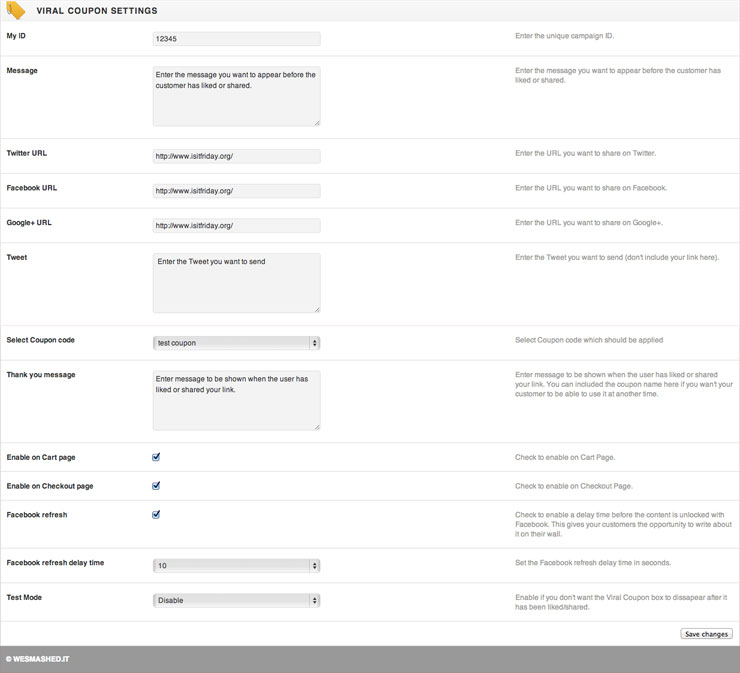 VIRAL COUPON SETTINGS
My ID
12345
Enter the unique campaign ID.
Message
Enter the message you want to appear before the
customer has liked or shared.
Enter the message you want to appear before the customer has
liked or shared.
Twitter URL
http://www.isitfriday.org/
Enter the URL you want to share on Twitter.
Facebook URL
http://www.isitfriday.org/
Enter the URL you want to share on Facebook.
Google+ URL
http://www.isitfriday.org/
Enter the URL you want to share on Google+.
Tweet
Enter the Tweet you want to send
Enter the Tweet you want to send (don't include your link here).
Select Coupon code
test coupon
Select Coupon code which should be applied
Thank you message
Enter message to be shown when the user has
liked or shared your link.
Enter message to be shown when the user has liked or shared
your link. You can included the coupon name here if you wan't your
customer to be able to use it at another time.
Enable on Cart page
Check to enable on Cart Page.
Enable on Checkout page
Check to enable on Checkout Page.
Facebook refresh
Check to enable a delay time before the content is unlocked with
Facebook. This gives your customers the opportunity to write about
it on their wall.
Facebook refresh delay time
10
Set the Facebook refresh delay time in seconds.
Test Mode
Disable
Enable if you don't want the Viral Coupon box to dissapear after it
has been liked/shared.
Save changes
© WESMASHED.IT